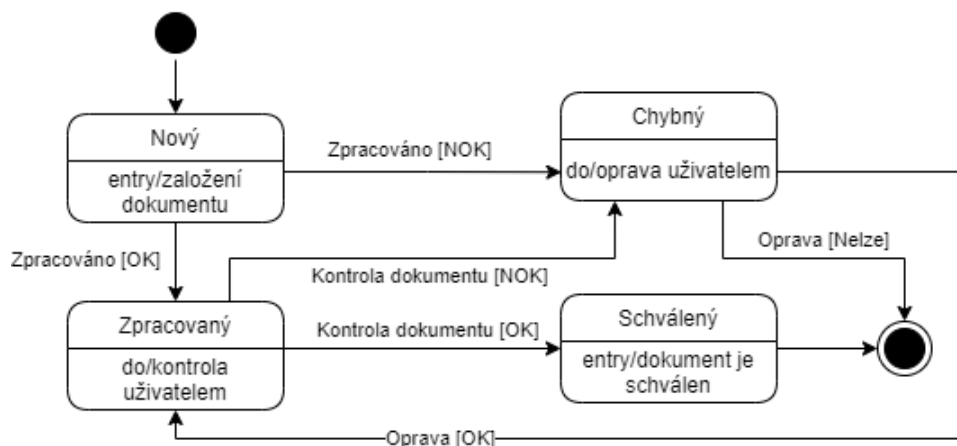 Nový
entry/založení
dokumentu
Zpracováno [NOK]
Chybný
do/oprava uživatelem
Zpracováno [OK]
Kontrola dokumentu [NOK]
Oprava [Nelze]
Zpracovaný
do/kontrola
uživatelem
Kontrola dokumentu [OK]
Schválený
entry/dokument je
schválen
Oprava [OK]